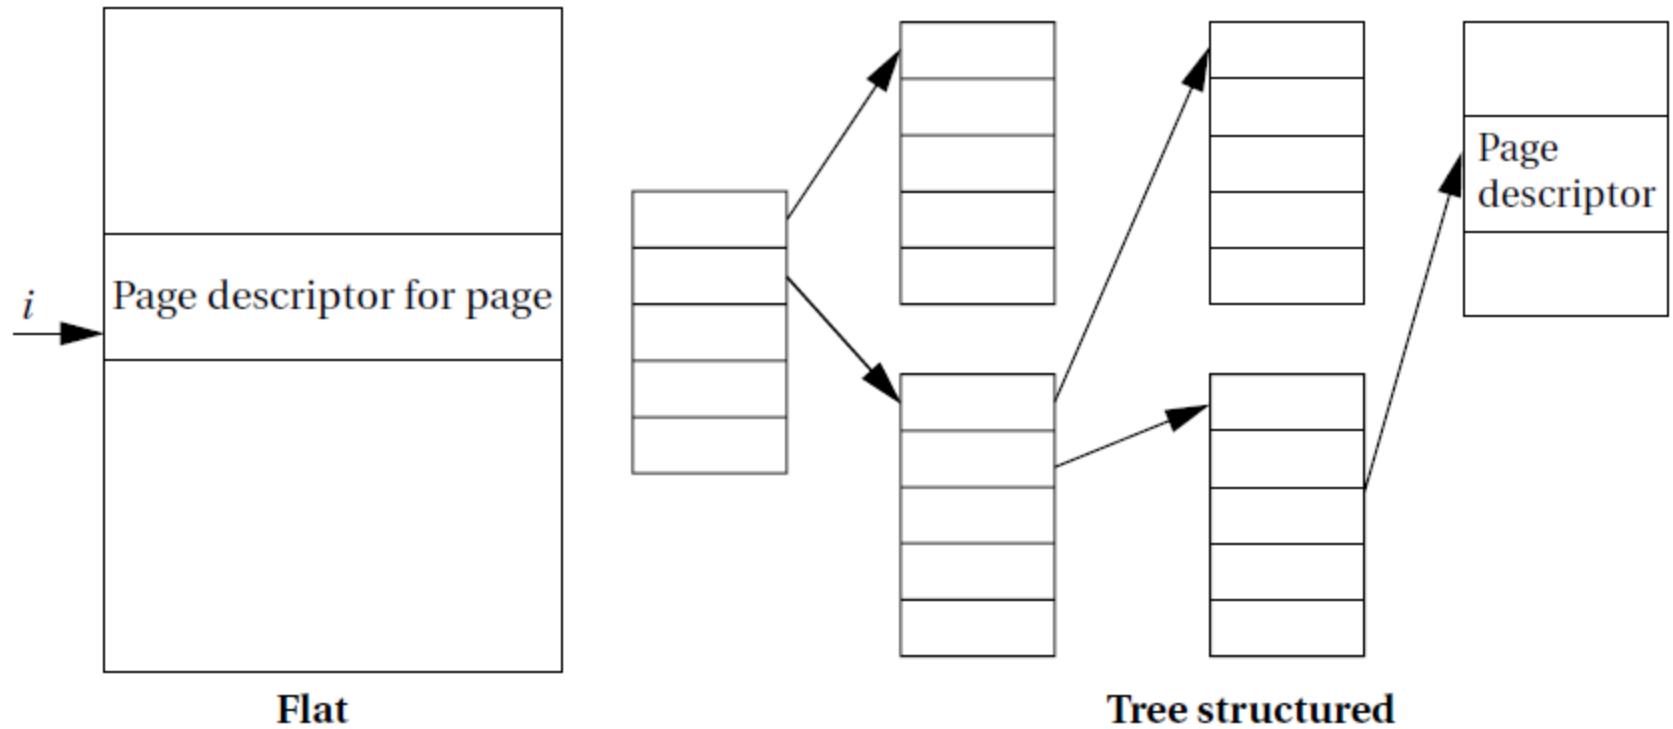 i
Page descriptor for page
Flat
Page
descriptor
Tree structured